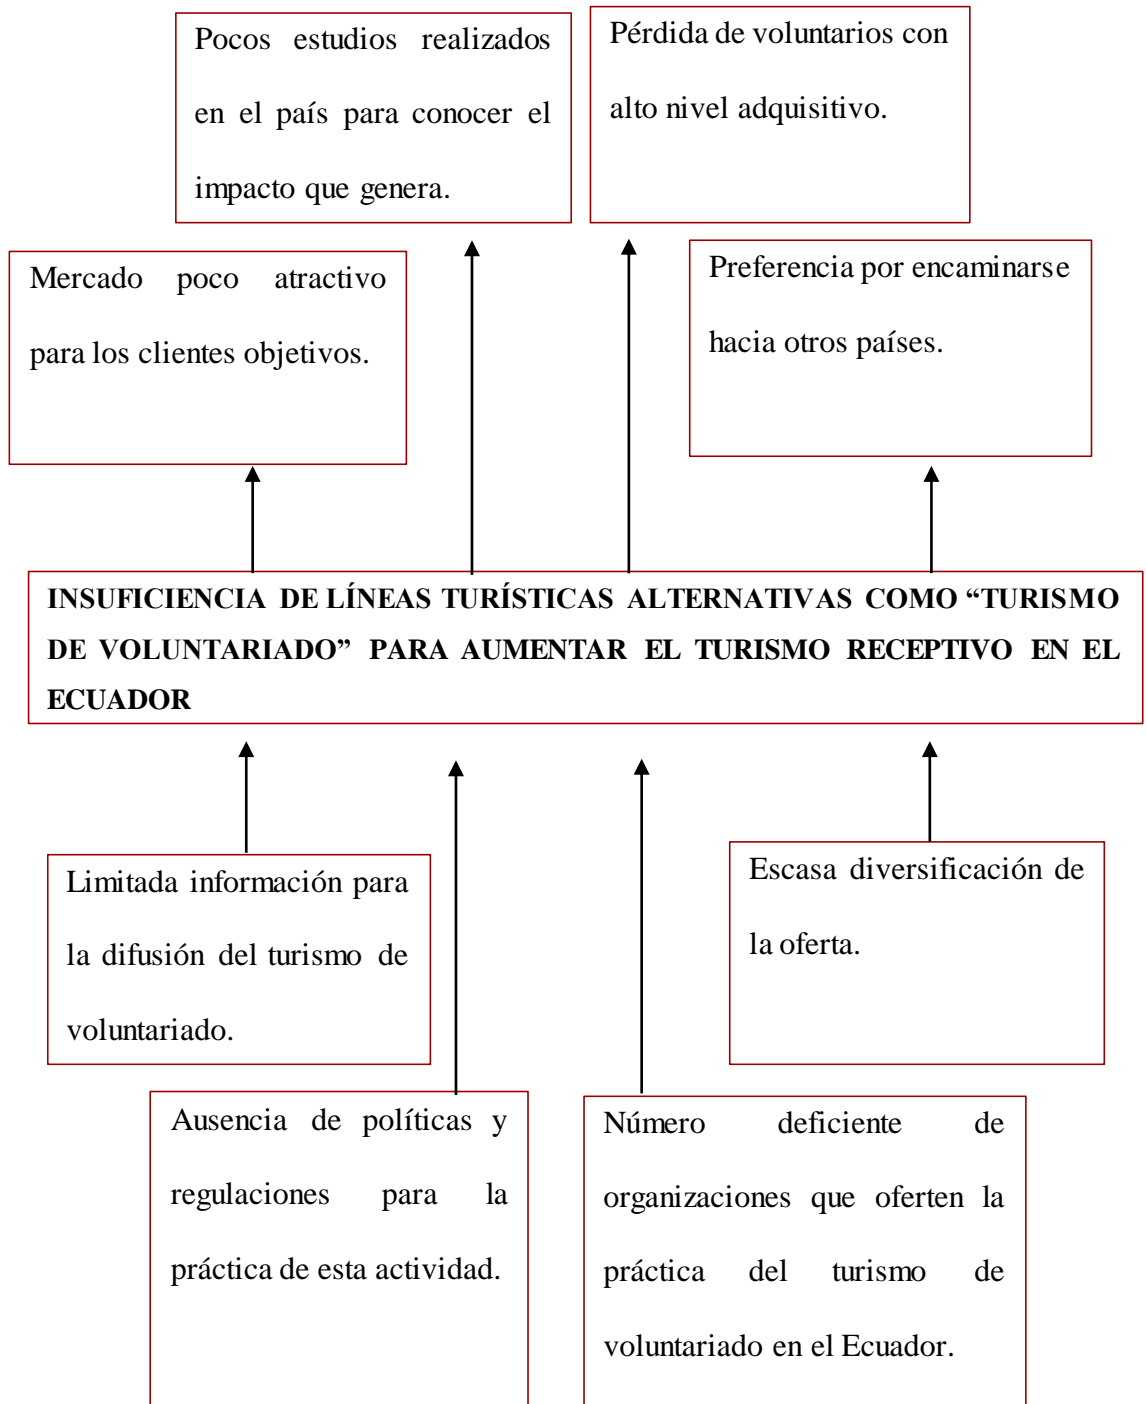 Pocos estudios realizados
en el país para conocer el
impacto que genera.
Pérdida de voluntarios con
alto nivel adquisitivo.
Mercado poco atractivo
para los clientes objetivos.
Preferencia por encaminarse
hacia otros países.
INSUFICIENCIA DE LÍNEAS TURÍSTICAS ALTERNATIVAS COMO “TURISMO
DE VOLUNTARIADO” PARA AUMENTAR EL TURISMO RECEPTIVO EN EL
ECUADOR
Limitada información para
la difusión del turismo de
voluntariado.
Escasa diversificación de
la oferta.
Ausencia de políticas y
regulaciones para la
práctica de esta actividad.
Número deficiente de
organizaciones que oferten la
práctica del turismo de
voluntariado en el Ecuador.